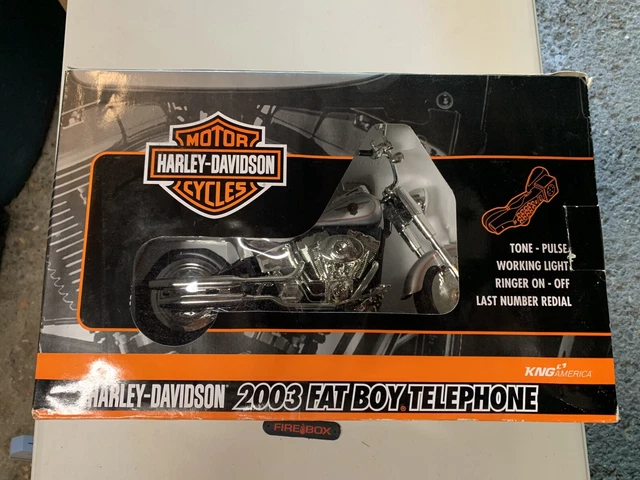 MOTOR
HARLEY-DAVIDSON
CYCLES
TONE - PULSE
WORKING LIGHT
RINGER ON - OFF
LAST NUMBER REDIAL
KNG AMERICA
HARLEY-DAVIDSON 2003 FAT BOY TELEPHONE
FIREBOX